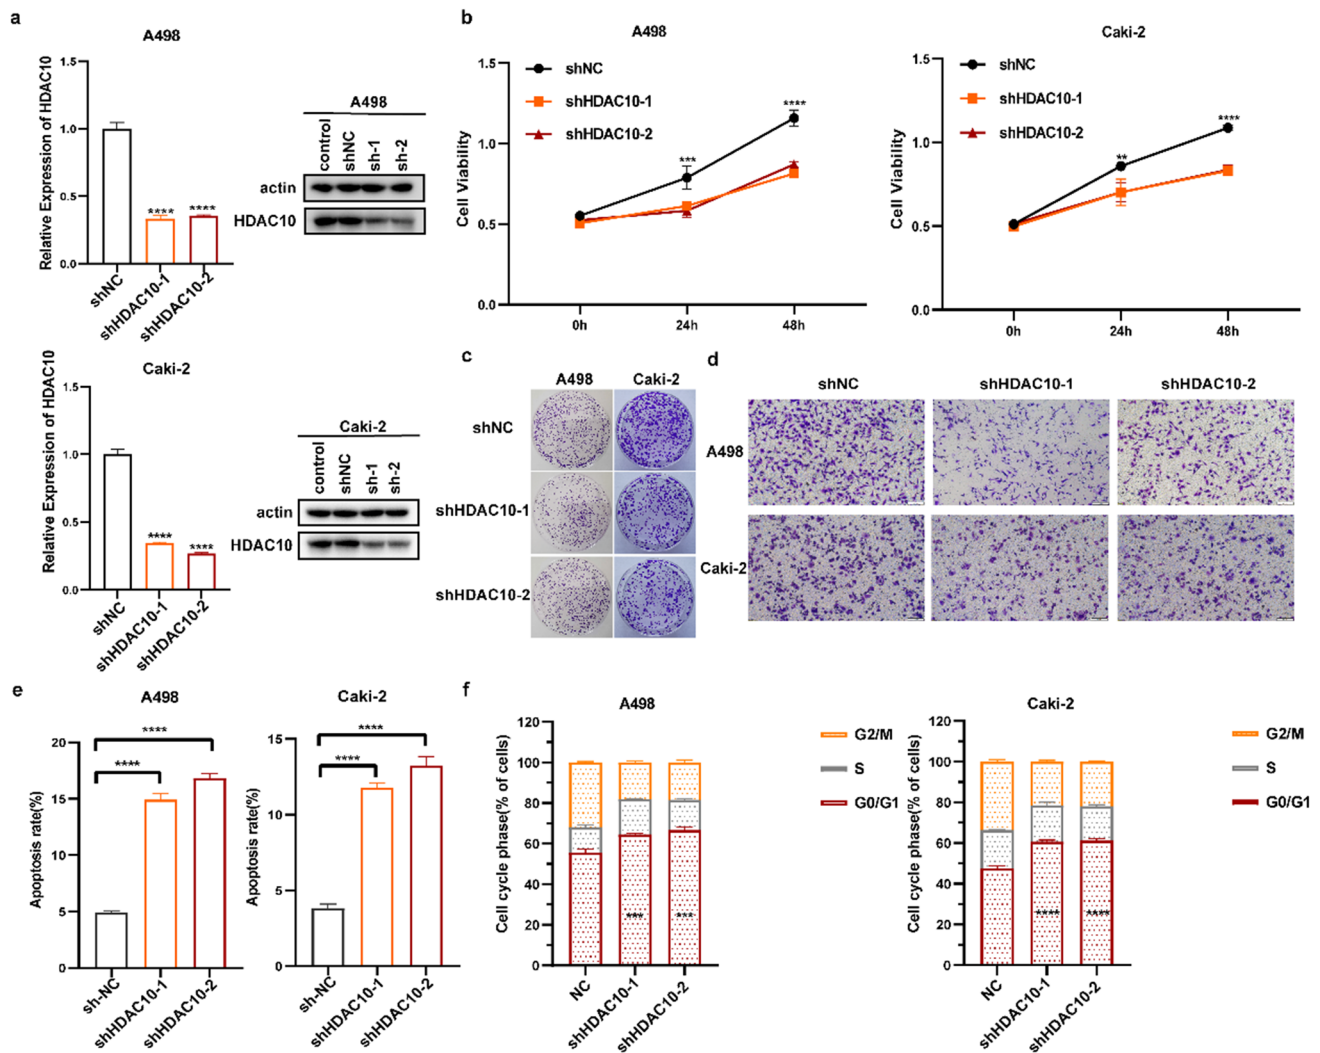 a
A498
Relative Expressiom of HDAC10
1.5
1.0
0.5
0.0
****
****
shNC
shHDAC10-1
shHDAC10-2
A498
control
shNC
sh-1
sh-2
actin
HDAC10
Caki-2
Relative Expression of HDAC10
1.5
1.0
0.5
0.0
****
****
shNC
shHDAC10-1
shHDAC10-2
Caki-2
control
shNC
sh-1
sh-2
actin
HDAC10
b
A498
Cell Viability
1.5
1.0
0.5
0.0
shNC
shHDAC10-1
shHDAC10-2
***
****
0h
24h
48h
Caki-2
Cell Viability
1.5
1.0
0.5
0.0
shNC
shHDAC10-1
shHDAC10-2
**
****
0h
24h
48h
c
A498
Caki-2
shNC
shHDAC10-1
shHDAC10-2
d
shNC
shHDAC10-1
shHDAC10-2
A498
Caki-2
e
A498
Apoptosis rate(%)
20
15
10
5
0
****
****
sh-NC
shHDAC10-1
shHDAC10-2
Caki-2
Apoptosis rate(%)
15
10
5
0
****
****
sh-NC
shHDAC10-1
shHDAC10-2
f
A498
Cell cycle phase(% of cells)
120
100
80
60
40
20
0
***
***
NC
shHDAC10-1
shHDAC10-2
G2/M
S
G0/G1
Caki-2
Cell cycle phase(% of cells)
120
100
80
60
40
20
0
****
****
NC
shHDAC10-1
shHDAC10-2
G2/M
S
G0/G1